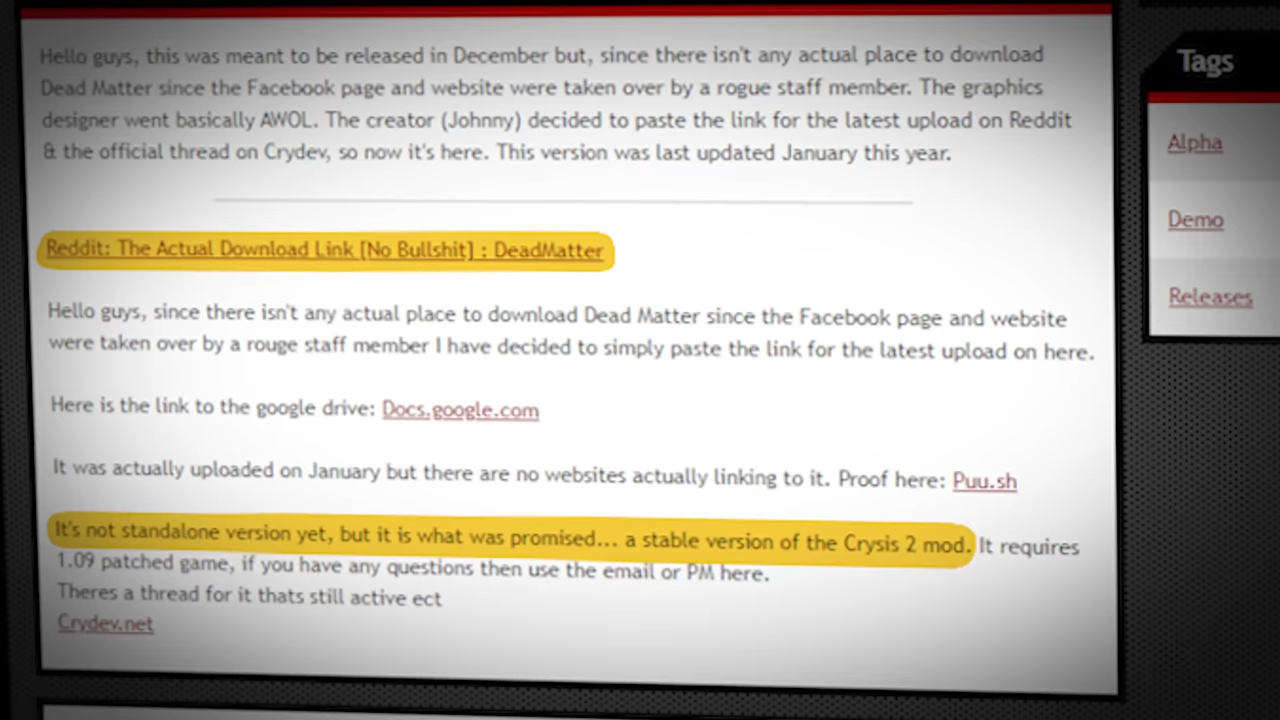 Hello guys, this was meant to be released in December but, since there isn't any actual place to download
Dead Matter since the Facebook page and website were taken over by a rogue staff member. The graphics
designer went basically AWOL. The creator (Johnny) decided to paste the link for the latest upload on Reddit
& the official thread on Crydev, so now it's here. This version was last updated January this year.
Reddit: The Actual Download Link [No Bullshit] : DeadMatter
Hello guys, since there isn't any actual place to download Dead Matter since the Facebook page and website
were taken over by a rouge staff member I have decided to simply paste the link for the latest upload on here.
Here is the link to the google drive: Docs.google.com
It was actually uploaded on January but there are no websites actually linking to it. Proof here: Puu.sh
It's not standalone version yet, but it is what was promised... a stable version of the Crysis 2 mod. It requires
1.09 patched game, if you have any questions then use the email or PM here.
Theres a thread for it thats still active ect
Crydev.net
Tags
Alpha
Demo
Releases